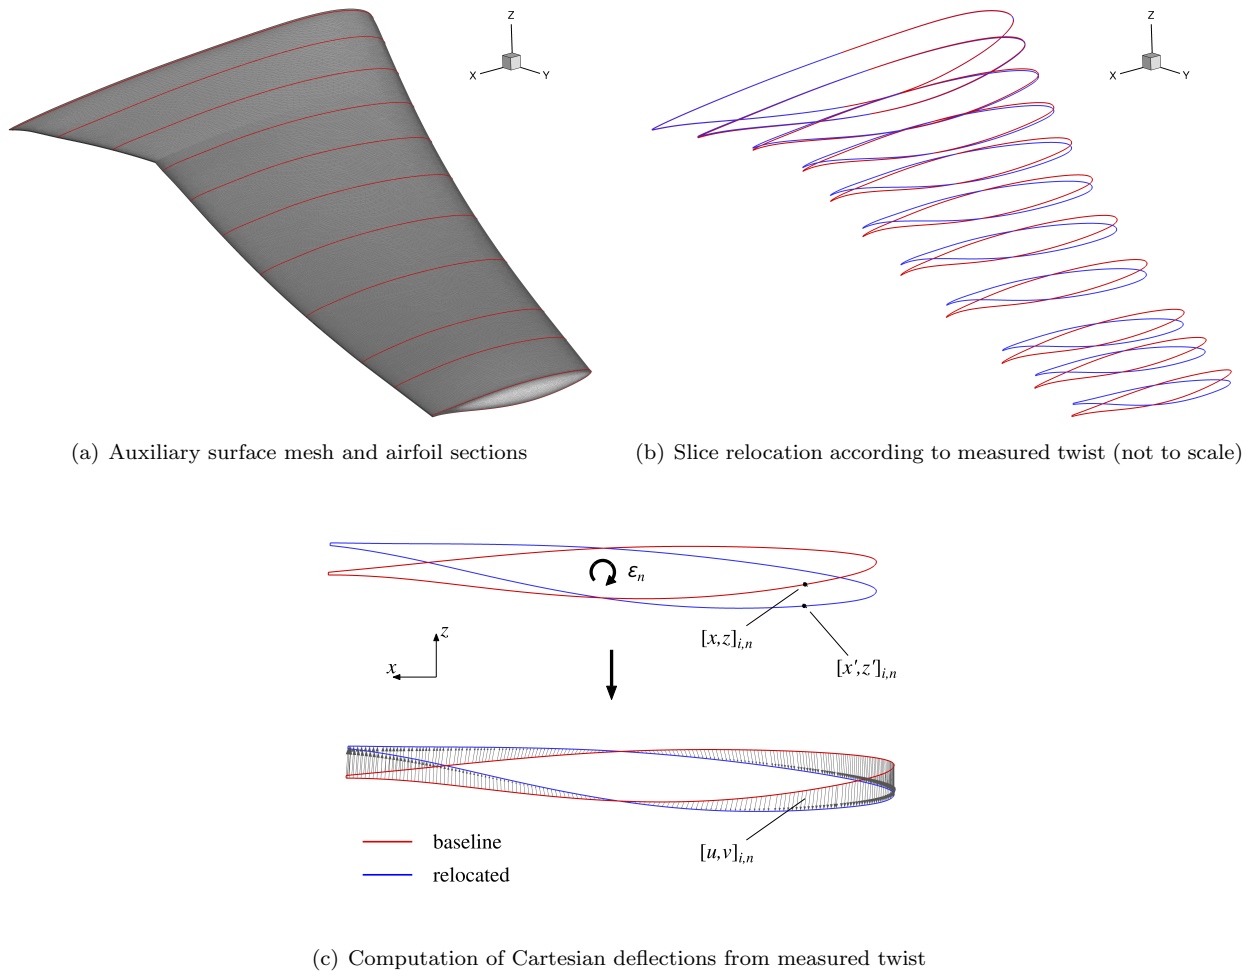 Z
X
Y
Z
X
Y
(a) Auxiliary surface mesh and airfoil sections
(b) Slice relocation according to measured twist (not to scale)
εn
[x,z]i,n
[x′,z′]i,n
z
x
baseline
[u,v]i,n
relocated
(c) Computation of Cartesian deflections from measured twist